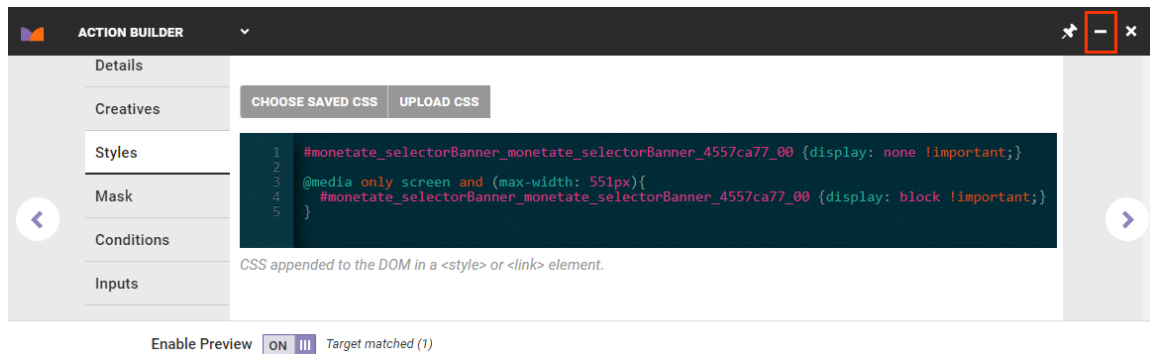 ACTION BUILDER
Details
Creatives
Styles
Mask
Conditions
Inputs
CHOOSE SAVED CSS UPLOAD CSS
1 #monetate_selectorBanner_monetate_selectorBanner_4557ca77_00 {display: none !important;}
2
3 @media only screen and (max-width: 551px){
4 #monetate_selectorBanner_monetate_selectorBanner_4557ca77_00 {display: block !important;}
5 }
CSS appended to the DOM in a <style> or <link> element.
Enable Preview ON Target matched (1)